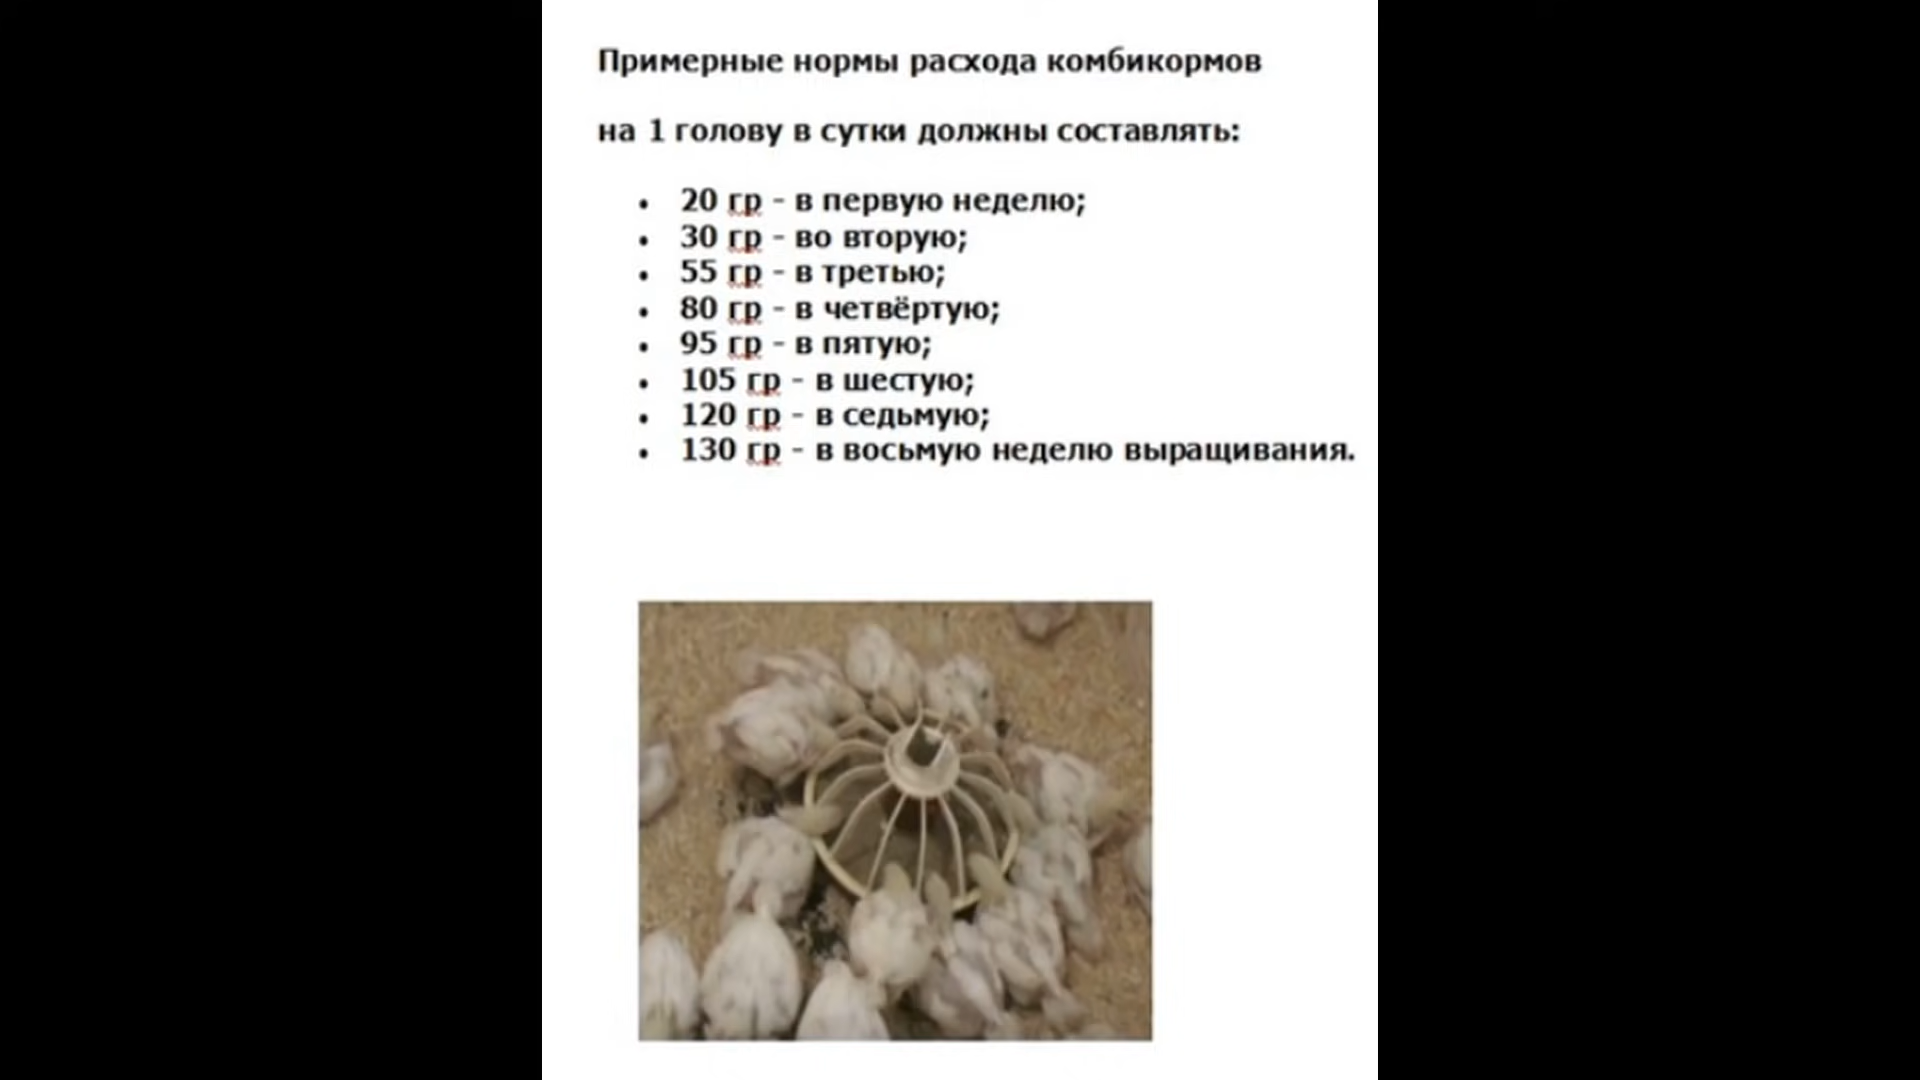 Примерные нормы расхода комбикормов
на 1 голову в сутки должны составлять:
• 20 гр - в первую неделю;
• 30 гр - во вторую;
• 55 гр - в третью;
• 80 гр - в четвёртую;
• 95 гр - в пятую;
• 105 гр - в шестую;
• 120 гр - в седьмую;
• 130 гр - в восьмую неделю выращивания.